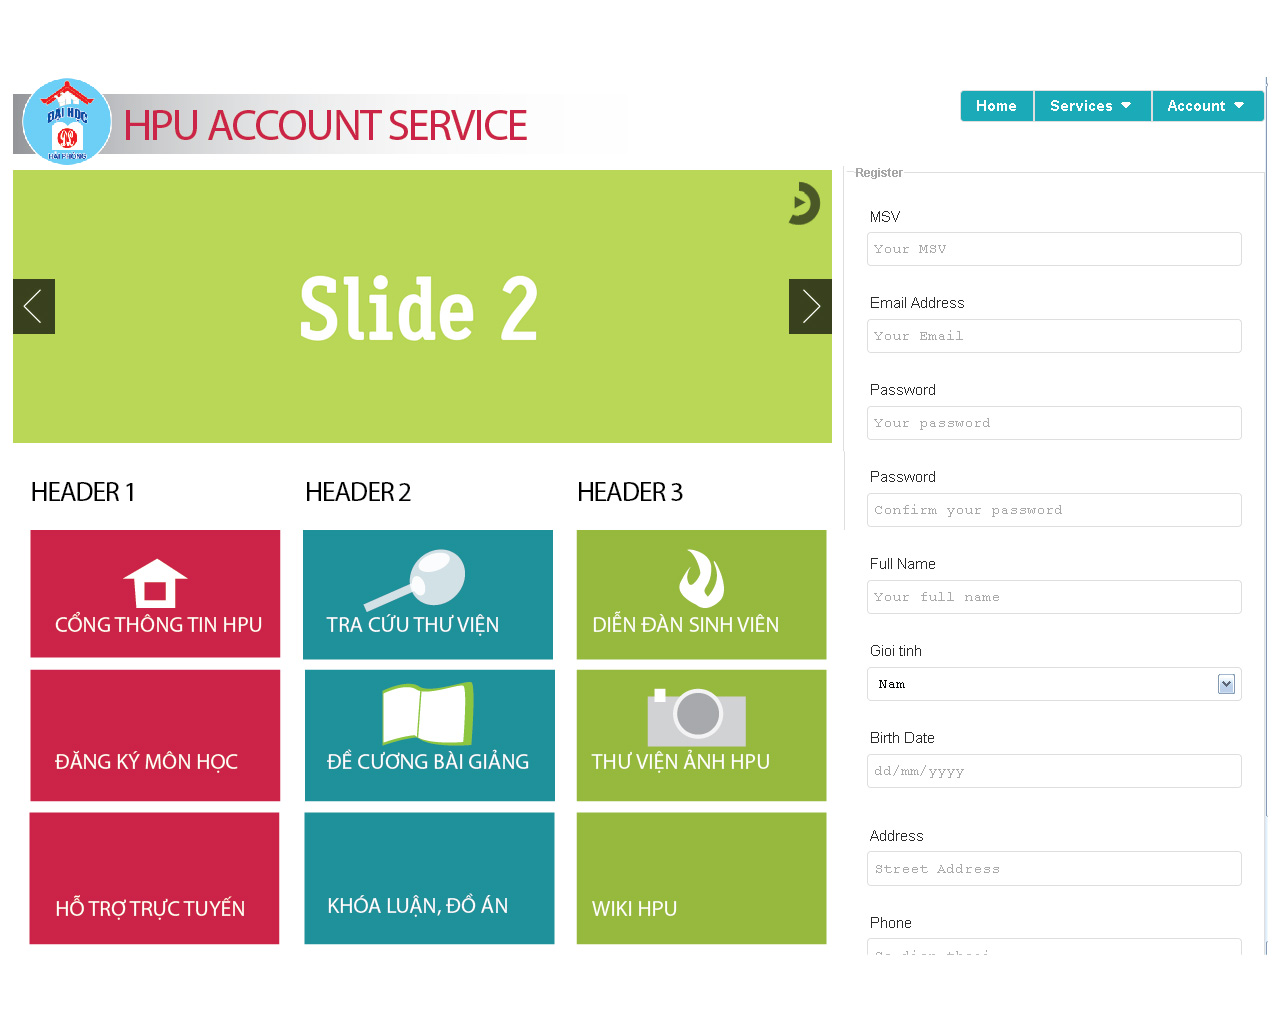 ĐẠI HỌC
HẢI PHÒNG
HPU ACCOUNT SERVICE
Home
Services
Account
Slide 2
HEADER 1
HEADER 2
HEADER 3
CỔNG THÔNG TIN HPU
TRA CỨU THƯ VIỆN
DIỄN ĐÀN SINH VIÊN
ĐĂNG KÝ MÔN HỌC
ĐỀ CƯƠNG BÀI GIẢNG
THƯ VIỆN ẢNH HPU
HỖ TRỢ TRỰC TUYẾN
KHÓA LUẬN, ĐỒ ÁN
WIKI HPU
Register
MSV
Your MSV
Email Address
Your Email
Password
Your password
Password
Confirm your password
Full Name
Your full name
Gioi tinh
Nam
Birth Date
dd/mm/yyyy
Address
Street Address
Phone
So dien thoai